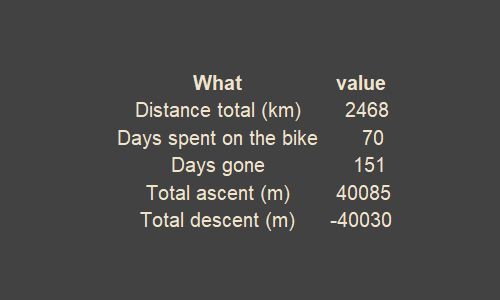 What value
Distance total (km) 2468
Days spent on the bike 70
Days gone 151
Total ascent (m) 40085
Total descent (m) -40030